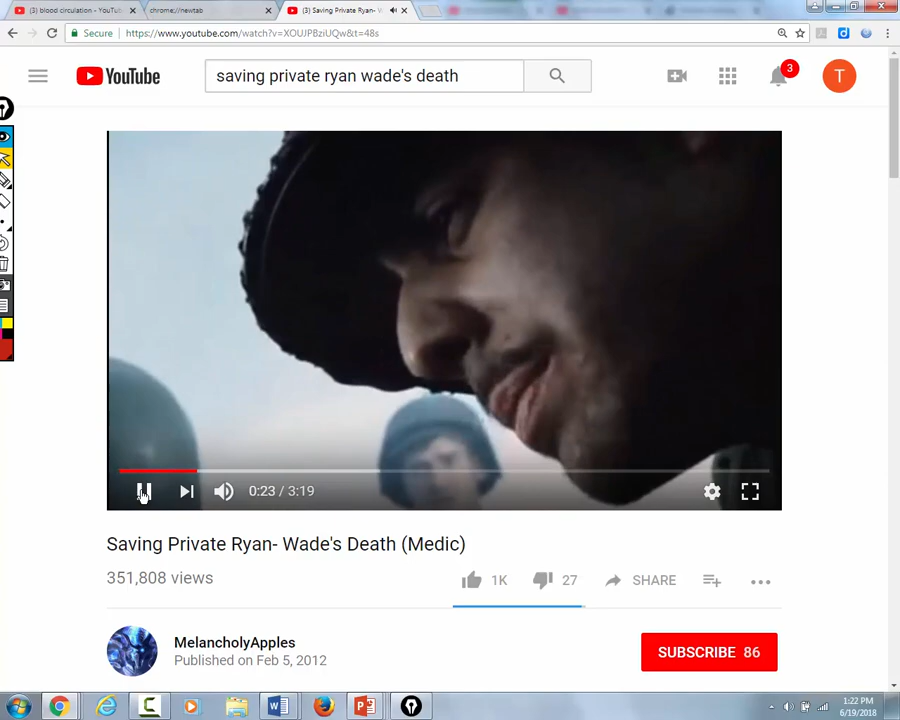 (3) blood circulation - YouTu
chrome://newtab
(3) Saving Private Ryan- W
Secure
https://www.youtube.com/watch?v=XOUJPBziUQw&t=48s
YouTube
saving private ryan wade's death
3
T
0:23 / 3:19
Saving Private Ryan- Wade's Death (Medic)
351,808 views
1K
27
SHARE
MelancholyApples
Published on Feb 5, 2012
SUBSCRIBE 86
1:22 PM
6/19/2018